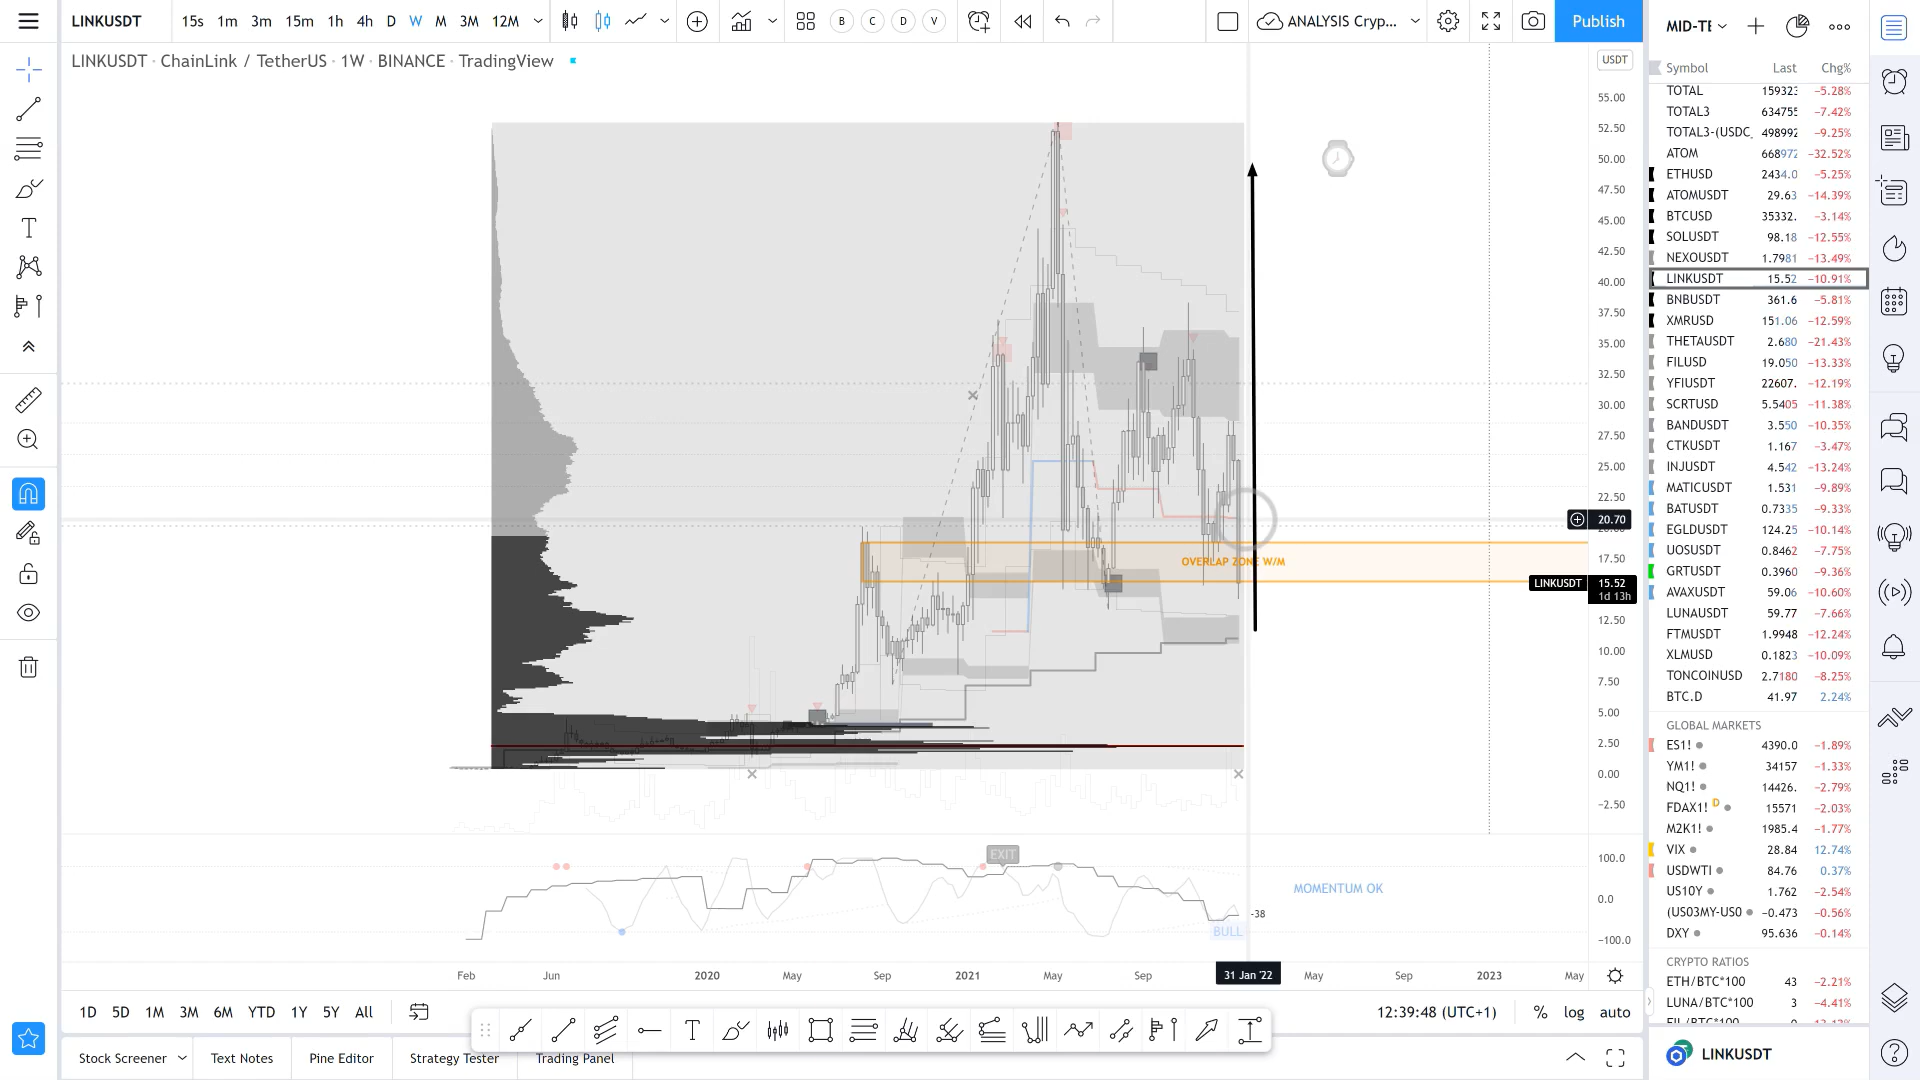 LINKUSDT 15s 1m 3m 15m 1h 4h D W M 3M 12M B C D V ANALYSIS Cryp... Publish
LINKUSDT · ChainLink / TetherUS · 1W · BINANCE · TradingView
USDT
55.00
52.50
50.00
47.50
45.00
42.50
40.00
37.50
35.00
32.50
30.00
27.50
25.00
22.50
20.70
17.50
LINKUSDT 15.52
1d 13h
12.50
10.00
7.50
5.00
2.50
0.00
−2.50
OVERLAP ZONE W/M
EXIT
MOMENTUM OK
-38
BULL
100.0
0.0
−100.0
Feb Jun 2020 May Sep 2021 May Sep 31 Jan '22 May Sep 2023 May
1D 5D 1M 3M 6M YTD 1Y 5Y All
12:39:48 (UTC+1) % log auto
Stock Screener Text Notes Pine Editor Strategy Tester Trading Panel
MID-TE
Symbol Last Chg%
TOTAL 159323 −5.28%
TOTAL3 634755 −7.42%
TOTAL3-(USDC, 498992 −9.25%
ATOM 668972 −32.52%
ETHUSD 2434.0 −5.25%
ATOMUSDT 29.63 −14.39%
BTCUSD 35332. −3.14%
SOLUSDT 98.18 −12.55%
NEXOUSDT 1.7981 −13.49%
LINKUSDT 15.52 −10.91%
BNBUSDT 361.6 −5.81%
XMRUSD 151.06 −12.59%
THETAUSDT 2.680 −21.43%
FILUSD 19.050 −13.33%
YFIUSDT 22607. −12.19%
SCRTUSD 5.5405 −11.38%
BANDUSDT 3.550 −10.35%
CTKUSDT 1.167 −3.47%
INJUSDT 4.542 −13.24%
MATICUSDT 1.531 −9.89%
BATUSDT 0.7335 −9.33%
EGLDUSDT 124.25 −10.14%
UOSUSDT 0.8462 −7.75%
GRTUSDT 0.3960 −9.36%
AVAXUSDT 59.06 −10.60%
LUNAUSDT 59.77 −7.66%
FTMUSDT 1.9948 −12.24%
XLMUSD 0.1823 −10.09%
TONCOINUSD 2.7180 −8.25%
BTC.D 41.97 2.24%
GLOBAL MARKETS
ES1! 4390.0 −1.89%
YM1! 34157 −1.33%
NQ1! 14426. −2.79%
FDAX1! D 15571 −2.03%
M2K1! 1985.4 −1.77%
VIX 28.84 12.74%
USDWTI 84.76 0.37%
US10Y 1.762 −2.54%
(US03MY-US0 −0.473 −0.56%
DXY 95.636 −0.14%
CRYPTO RATIOS
ETH/BTC*100 43 −2.21%
LUNA/BTC*100 3 −4.41%
LINKUSDT